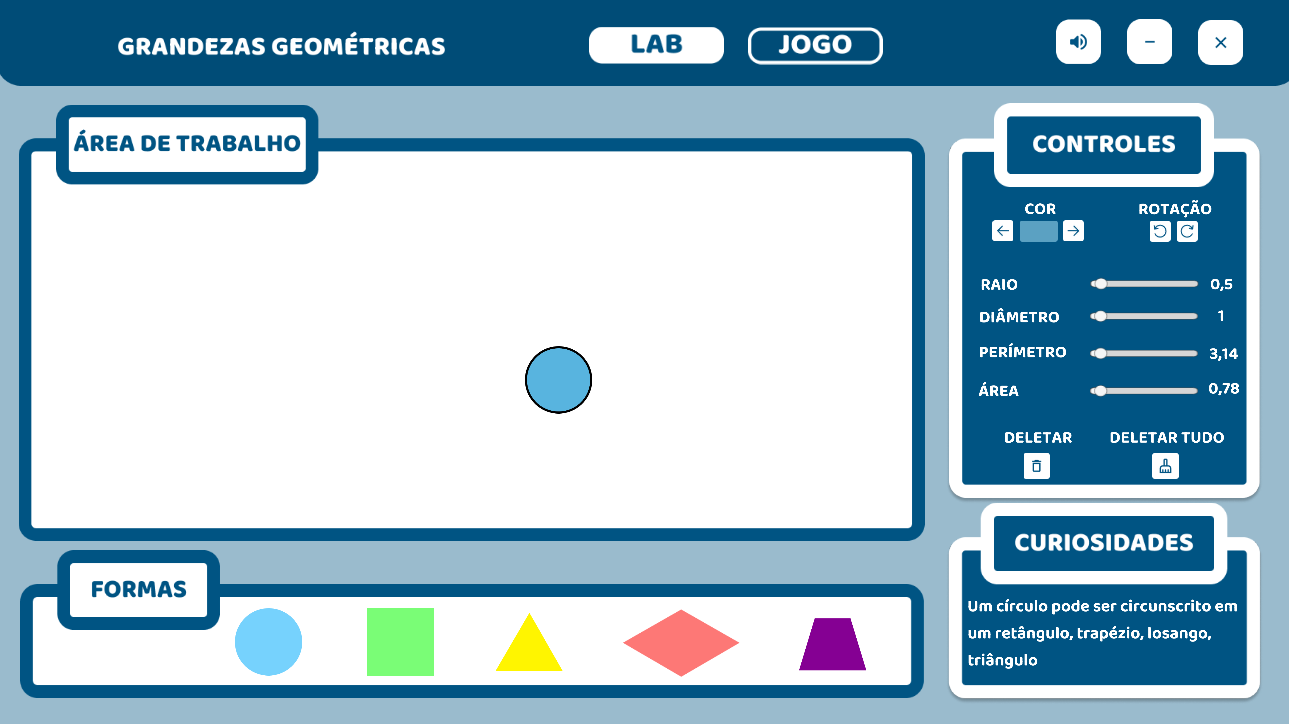 GRANDEZAS GEOMÉTRICAS
LAB
JOGO
ÁREA DE TRABALHO
CONTROLES
COR
ROTAÇÃO
RAIO 0,5
DIÂMETRO 1
PERÍMETRO 3,14
ÁREA 0,78
DELETAR
DELETAR TUDO
FORMAS
CURIOSIDADES
Um círculo pode ser circunscrito em
um retângulo, trapézio, losango,
triângulo